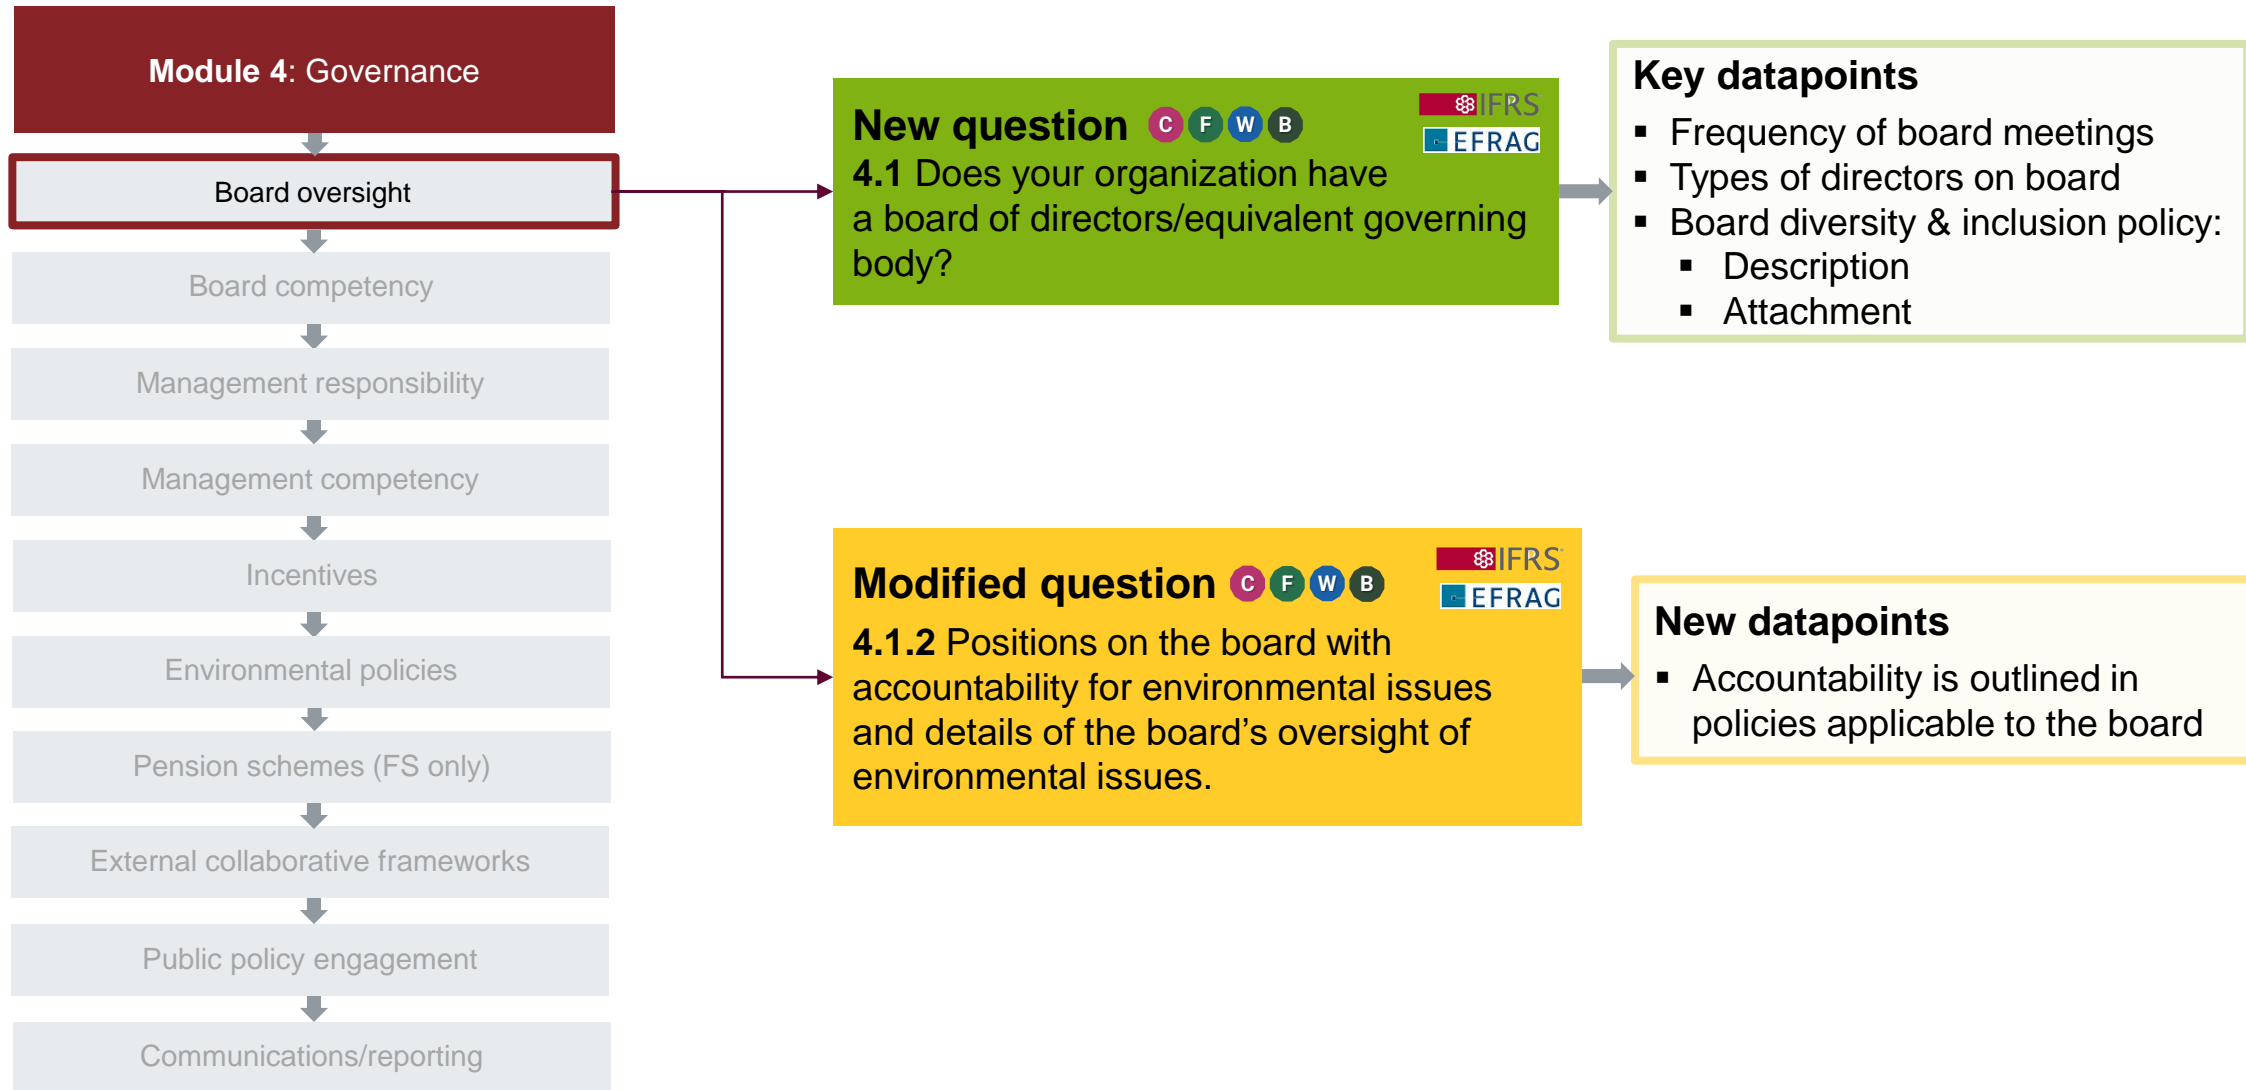 Module 4: Governance
Board oversight
Board competency
Management responsibility
Management competency
Incentives
Environmental policies
Pension schemes (FS only)
External collaborative frameworks
Public policy engagement
Communications/reporting
New question C F W B
IFRS
EFRAG
4.1 Does your organization have
a board of directors/equivalent governing
body?
Key datapoints
▪ Frequency of board meetings
▪ Types of directors on board
▪ Board diversity & inclusion policy:
▪ Description
▪ Attachment
Modified question C F W B
IFRS
EFRAG
4.1.2 Positions on the board with
accountability for environmental issues
and details of the board’s oversight of
environmental issues.
New datapoints
▪ Accountability is outlined in
policies applicable to the board